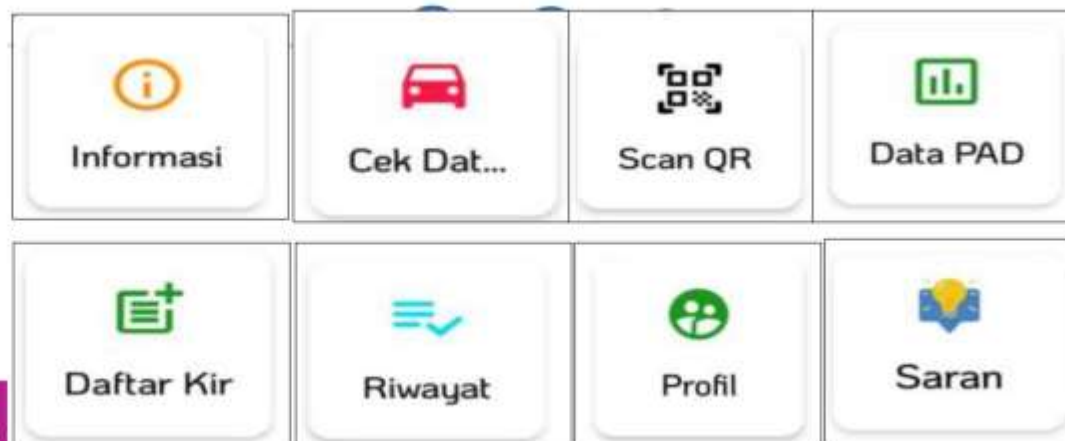 Informasi
Cek Dat...
Scan QR
Data PAD
Daftar Kir
Riwayat
Profil
Saran